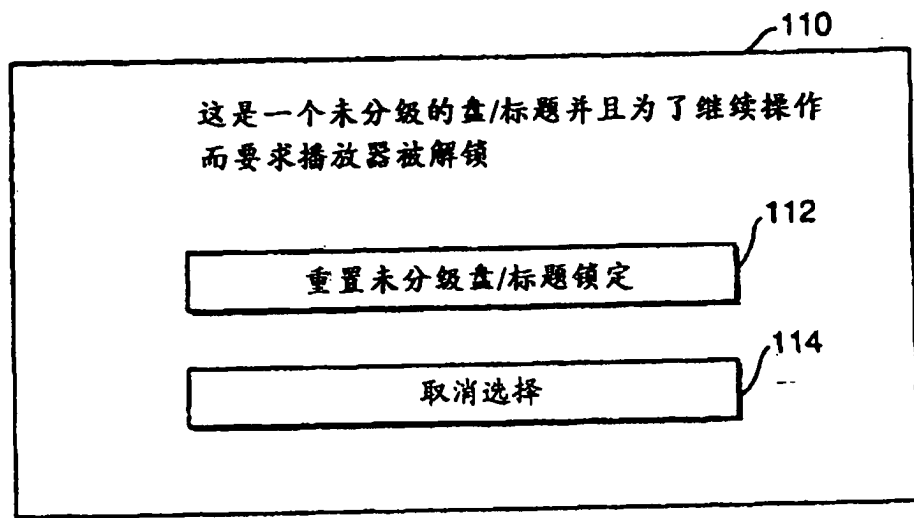 110
这是一个未分级的盘/标题并且为了继续操作
而要求播放器被解锁
112
重置未分级盘/标题锁定
114
取消选择